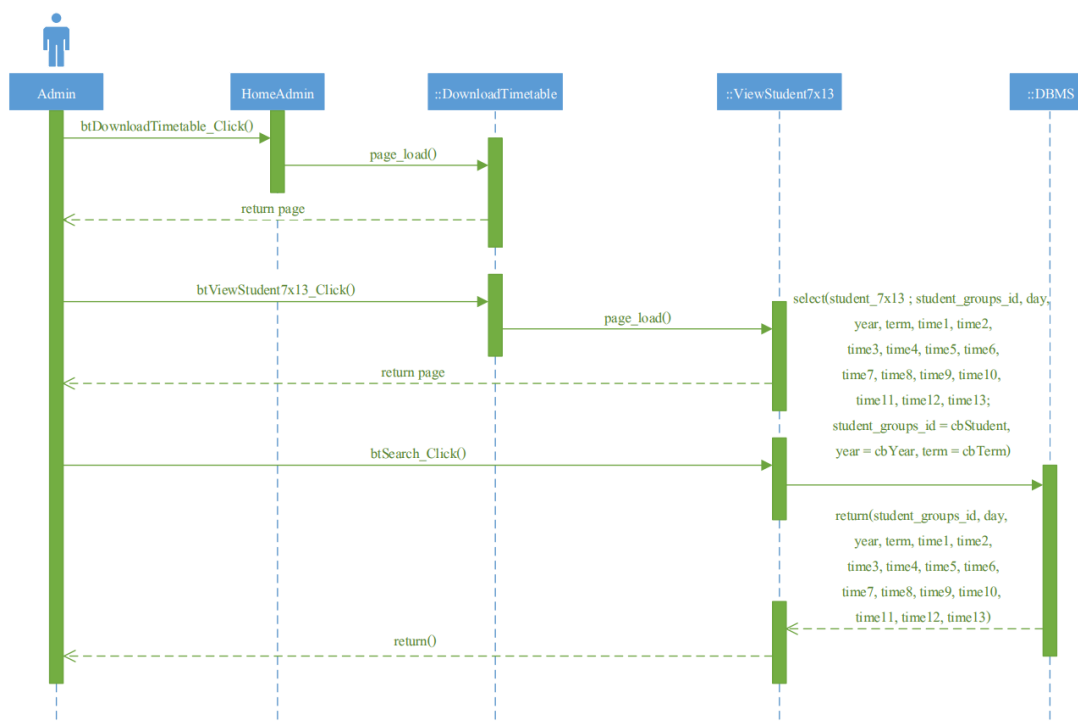 Admin
HomeAdmin
::DownloadTimetable
::ViewStudent7x13
::DBMS
btDownloadTimetable_Click()
page_load()
return page
btViewStudent7x13_Click()
page_load()
return page
select(student_7x13 ; student_groups_id, day,
year, term, time1, time2,
time3, time4, time5, time6,
time7, time8, time9, time10,
time11, time12, time13;
student_groups_id = cbStudent,
year = cbYear, term = cbTerm)
btSearch_Click()
return(student_groups_id, day,
year, term, time1, time2,
time3, time4, time5, time6,
time7, time8, time9, time10,
time11, time12, time13)
return()